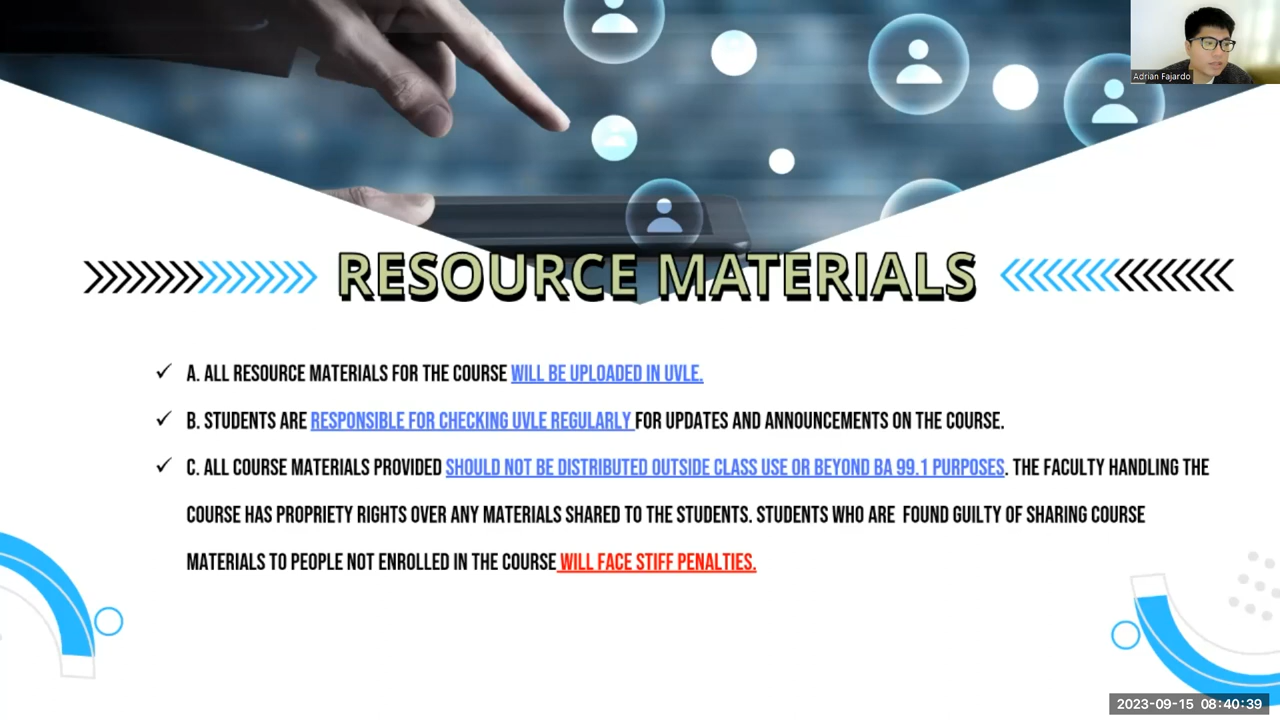 Adrian Fajardo
RESOURCE MATERIALS
✓ A. ALL RESOURCE MATERIALS FOR THE COURSE WILL BE UPLOADED IN UVLE.
✓ B. STUDENTS ARE RESPONSIBLE FOR CHECKING UVLE REGULARLY FOR UPDATES AND ANNOUNCEMENTS ON THE COURSE.
✓ C. ALL COURSE MATERIALS PROVIDED SHOULD NOT BE DISTRIBUTED OUTSIDE CLASS USE OR BEYOND BA 99.1 PURPOSES. THE FACULTY HANDLING THE
COURSE HAS PROPRIETY RIGHTS OVER ANY MATERIALS SHARED TO THE STUDENTS. STUDENTS WHO ARE FOUND GUILTY OF SHARING COURSE
MATERIALS TO PEOPLE NOT ENROLLED IN THE COURSE WILL FACE STIFF PENALTIES.
2023-09-15 08:40:39